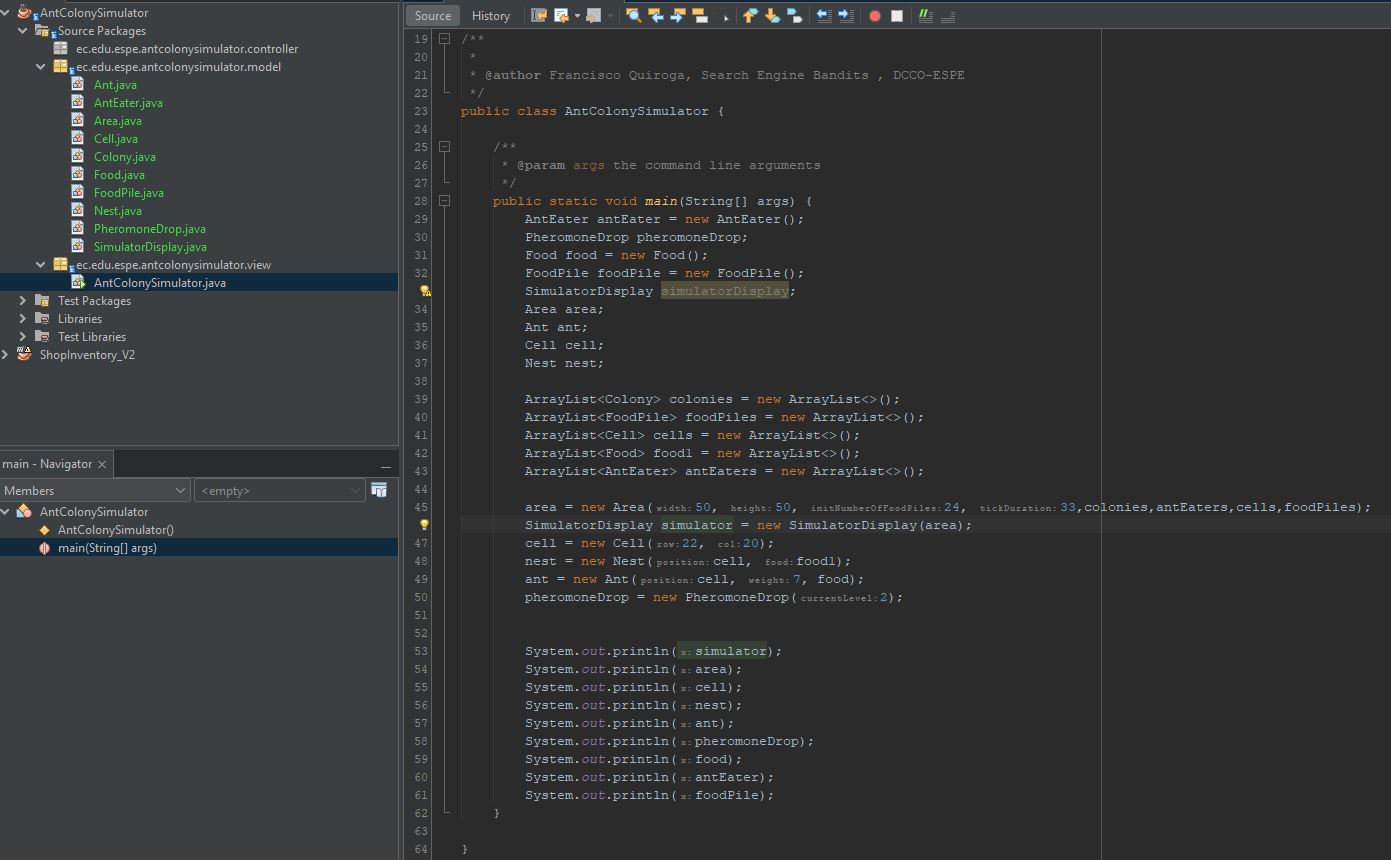 AntColonySimulator
Source Packages
ec.edu.espe.antcolonysimulator.controller
ec.edu.espe.antcolonysimulator.model
Ant.java
AntEater.java
Area.java
Cell.java
Colony.java
Food.java
FoodPile.java
Nest.java
PheromoneDrop.java
SimulatorDisplay.java
ec.edu.espe.antcolonysimulator.view
AntColonySimulator.java
Test Packages
Libraries
Test Libraries
ShopInventory_V2
main - Navigator ×
Members
<empty>
AntColonySimulator
AntColonySimulator()
main(String[] args)
Source History
19 /**
20 *
21 * @author Francisco Quiroga, Search Engine Bandits , DCCO-ESPE
22 */
23 public class AntColonySimulator {
24
25 /**
26 * @param args the command line arguments
27 */
28 public static void main(String[] args) {
29 AntEater antEater = new AntEater();
30 PheromoneDrop pheromoneDrop;
31 Food food = new Food();
32 FoodPile foodPile = new FoodPile();
SimulatorDisplay simulatorDisplay;
34 Area area;
35 Ant ant;
36 Cell cell;
37 Nest nest;
38
39 ArrayList<Colony> colonies = new ArrayList<>();
40 ArrayList<FoodPile> foodPiles = new ArrayList<>();
41 ArrayList<Cell> cells = new ArrayList<>();
42 ArrayList<Food> food1 = new ArrayList<>();
43 ArrayList<AntEater> antEaters = new ArrayList<>();
44
45 area = new Area(width:50, height:50, initNumberOfFoodPiles:24, tickDuration:33,colonies,antEaters,cells,foodPiles);
SimulatorDisplay simulator = new SimulatorDisplay(area);
47 cell = new Cell(row:22, col:20);
48 nest = new Nest(position:cell, food:food1);
49 ant = new Ant(position:cell, weight:7, food);
50 pheromoneDrop = new PheromoneDrop(currentLevel:2);
51
52
53 System.out.println(x:simulator);
54 System.out.println(x:area);
55 System.out.println(x:cell);
56 System.out.println(x:nest);
57 System.out.println(x:ant);
58 System.out.println(x:pheromoneDrop);
59 System.out.println(x:food);
60 System.out.println(x:antEater);
61 System.out.println(x:foodPile);
62 }
63
64 }